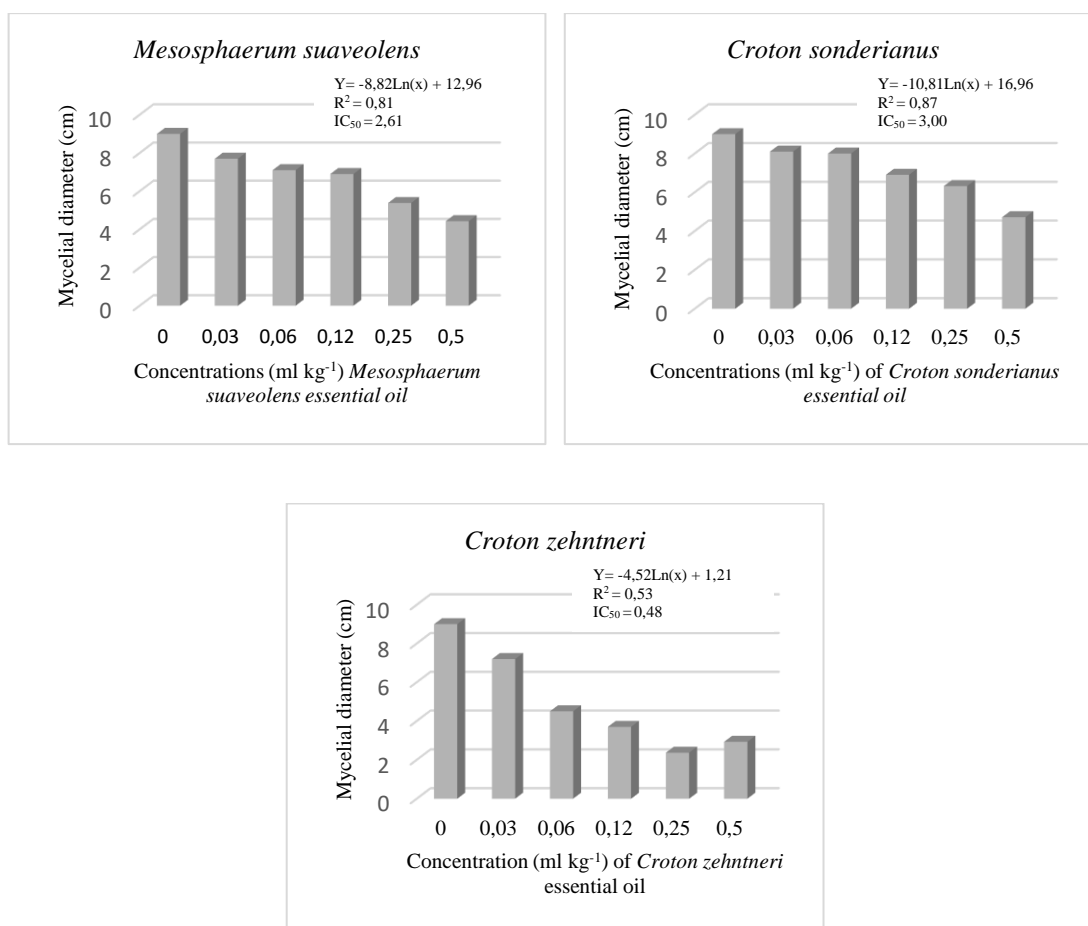 Mesosphaerum suaveolens
Y= -8,82Ln(x) + 12,96
R² = 0,81
IC₅₀ = 2,61
Mycelial diameter (cm)
10
8
6
4
2
0
0 0,03 0,06 0,12 0,25 0,5
Concentrations (ml kg⁻¹) Mesosphaerum
suaveolens essential oil
Croton sonderianus
Y= -10,81Ln(x) + 16,96
R² = 0,87
IC₅₀ = 3,00
Mycelial diameter (cm)
10
8
6
4
2
0
0 0,03 0,06 0,12 0,25 0,5
Concentrations (ml kg⁻¹) of Croton sonderianus
essential oil
Croton zehntneri
Y= -4,52Ln(x) + 1,21
R² = 0,53
IC₅₀ = 0,48
Mycelial diameter (cm)
10
8
6
4
2
0
0 0,03 0,06 0,12 0,25 0,5
Concentration (ml kg⁻¹) of Croton zehntneri
essential oil